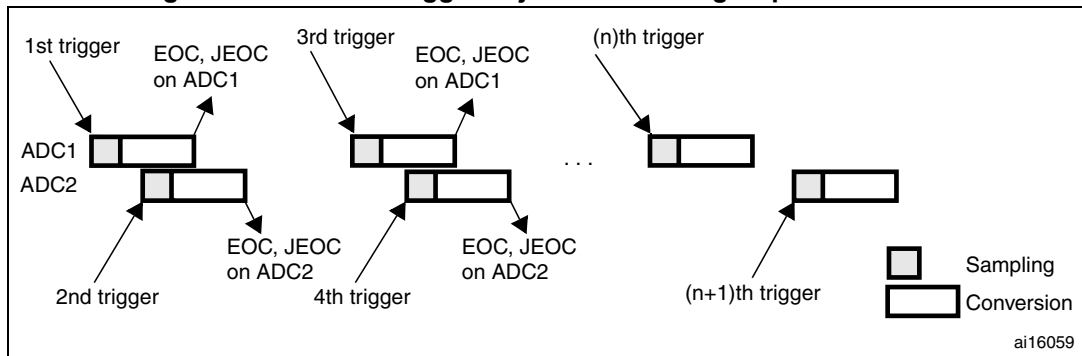 1st trigger
EOC, JEOC
on ADC1
3rd trigger
EOC, JEOC
on ADC1
(n)th trigger
ADC1
. . .
ADC2
EOC, JEOC
on ADC2
EOC, JEOC
on ADC2
2nd trigger
4th trigger
(n+1)th trigger
Sampling
Conversion
ai16059